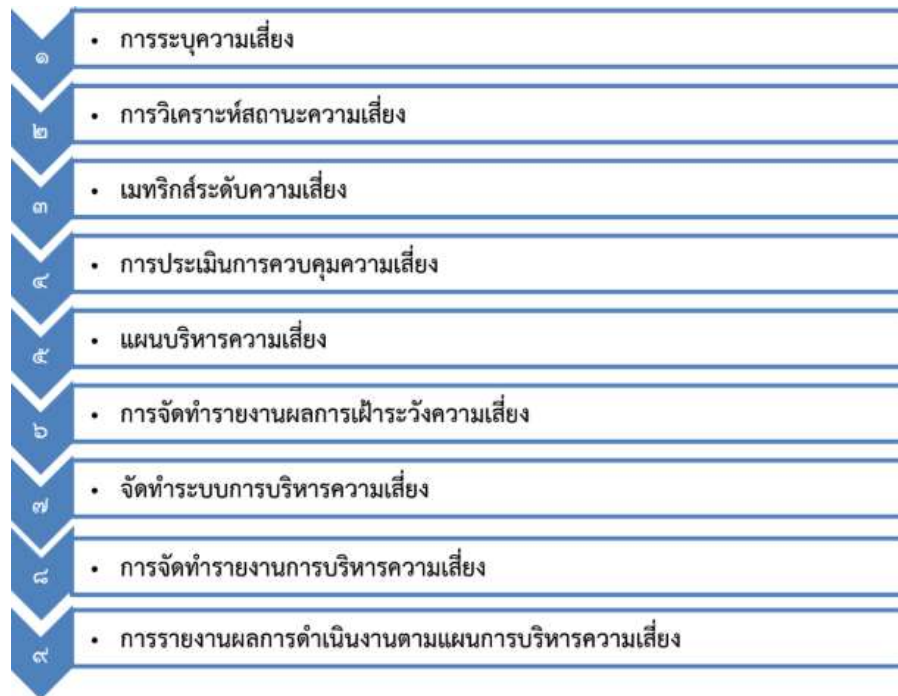 ๑
• การระบุความเสี่ยง
๒
• การวิเคราะห์สถานะความเสี่ยง
๓
• เมทริกส์ระดับความเสี่ยง
๔
• การประเมินการควบคุมความเสี่ยง
๕
• แผนบริหารความเสี่ยง
๖
• การจัดทำรายงานผลการเฝ้าระวังความเสี่ยง
๗
• จัดทำระบบการบริหารความเสี่ยง
๘
• การจัดทำรายงานการบริหารความเสี่ยง
๙
• การรายงานผลการดำเนินงานตามแผนการบริหารความเสี่ยง